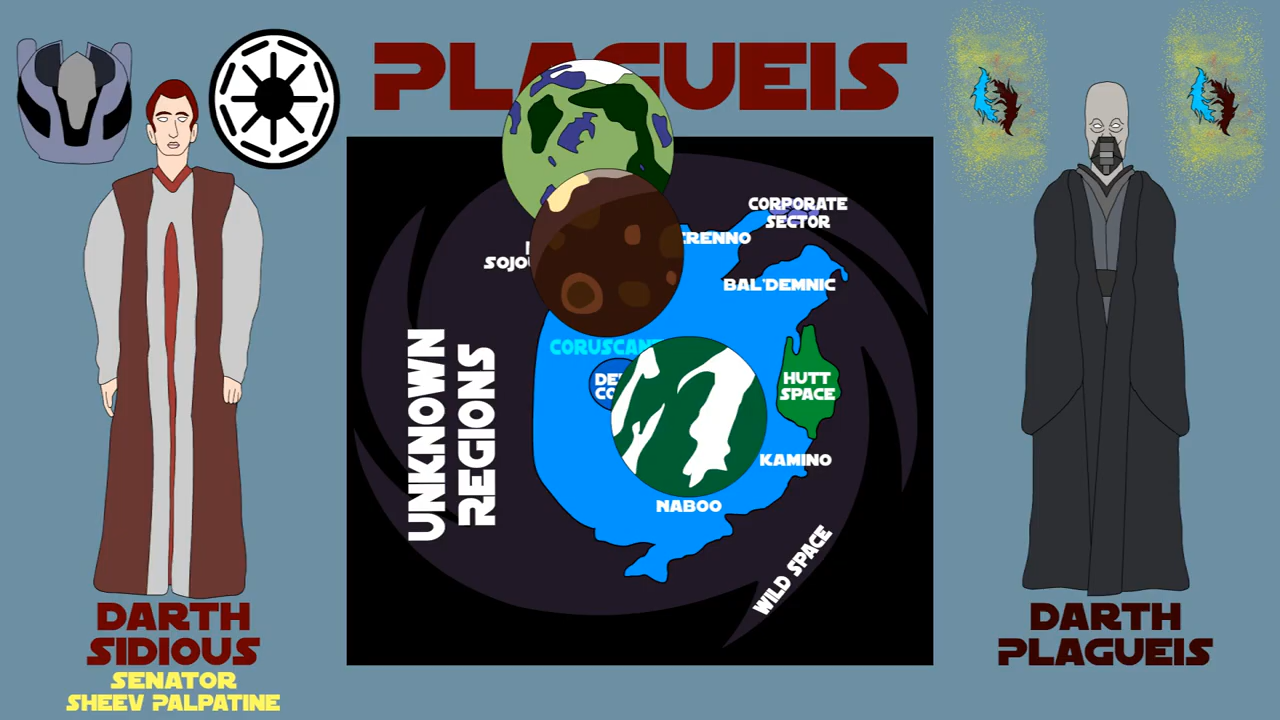 PLAGUEIS
CORPORATE
SECTOR
BAL'DEMNIC
UNKNOWN
REGIONS
HUTT
SPACE
KAMINO
NABOO
WILD SPACE
DARTH
SIDIOUS
SENATOR
SHEEV PALPATINE
DARTH
PLAGUEIS